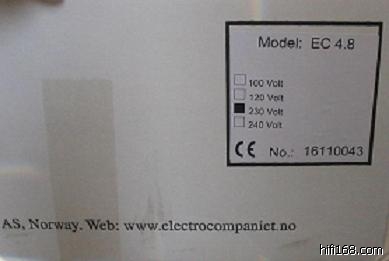 Model: EC 4.8
100 Volt
120 Volt
230 Volt
240 Volt
CE No.: 16110043
AS, Norway. Web: www.electrocompaniet.no
hifi168.com